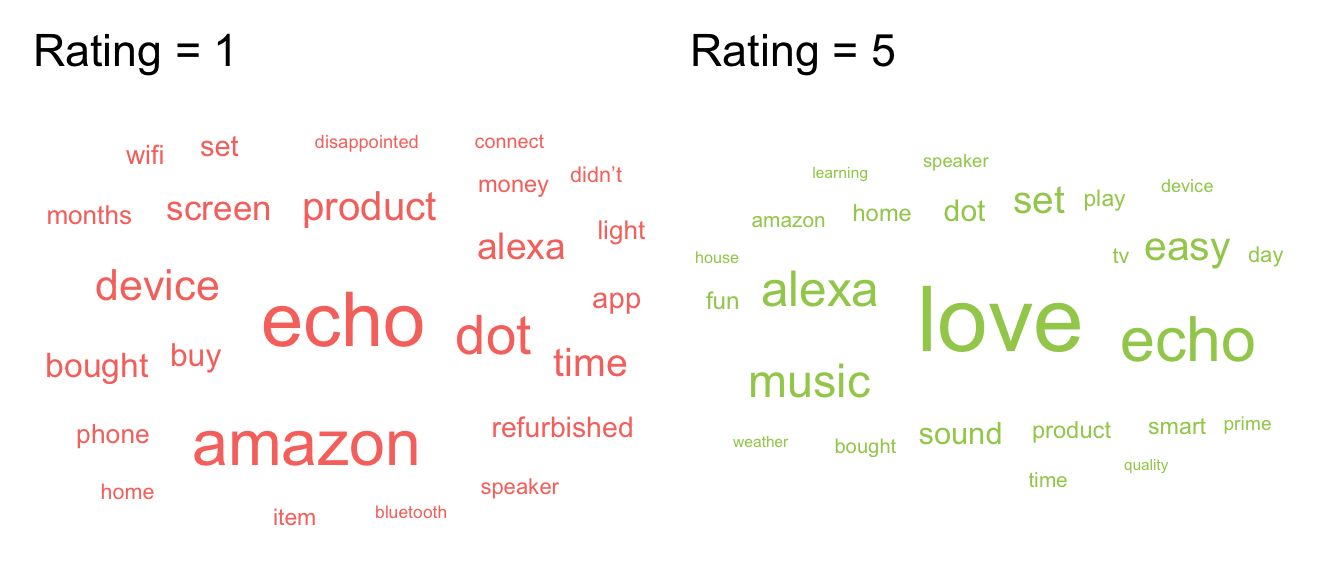 Rating = 1
wifi
set
disappointed
connect
months
screen
product
money
didn’t
alexa
light
device
echo
dot
app
bought
buy
time
phone
amazon
refurbished
home
item
bluetooth
speaker
Rating = 5
learning
speaker
device
amazon
home
dot
set
play
house
tv
easy
day
fun
alexa
love
echo
music
weather
bought
sound
product
smart
prime
time
quality